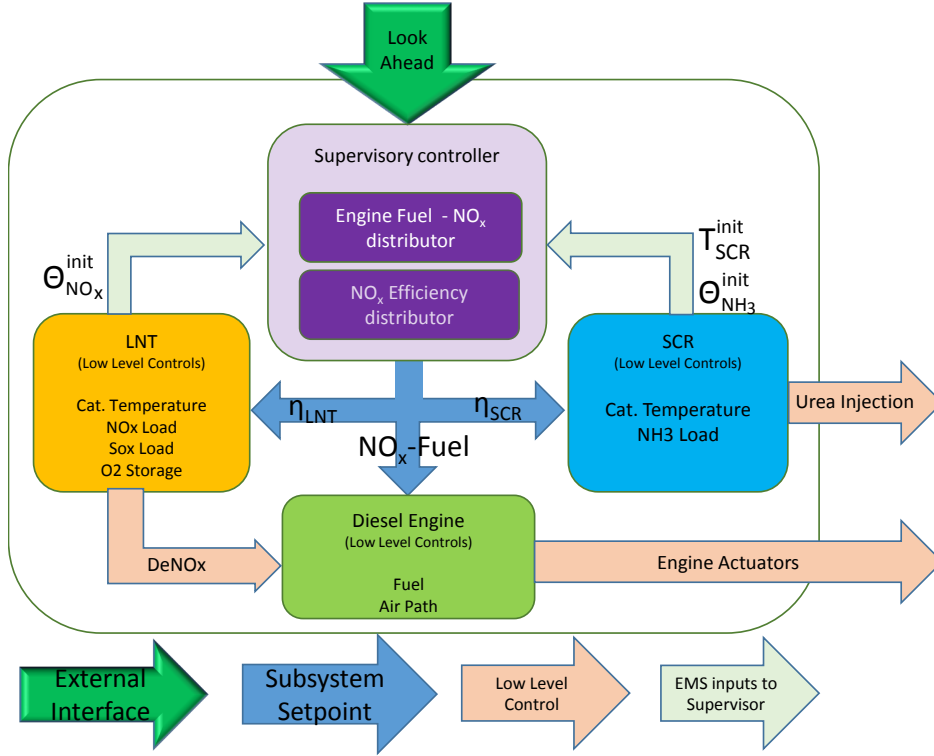 Look
Ahead
Supervisory controller
Engine Fuel - NOx
distributor
NOx Efficiency
distributor
Θ init NOx
T init SCR
Θ init NH3
LNT
(Low Level Controls)
Cat. Temperature
NOx Load
Sox Load
O2 Storage
SCR
(Low Level Controls)
Cat. Temperature
NH3 Load
Urea Injection
ηLNT
ηSCR
NOx-Fuel
Diesel Engine
(Low Level Controls)
Fuel
Air Path
DeNOx
Engine Actuators
External
Interface
Subsystem
Setpoint
Low Level
Control
EMS inputs to
Supervisor